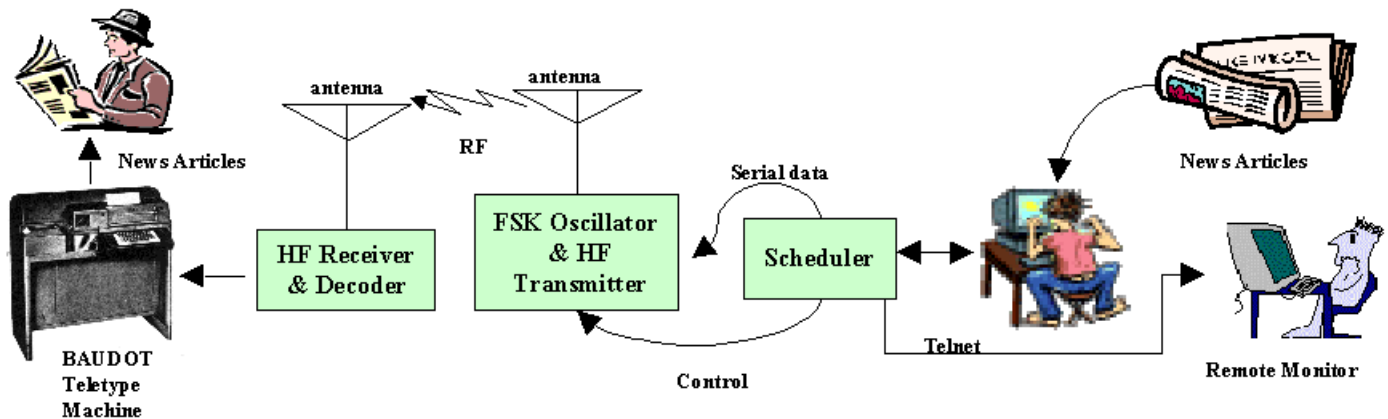 antenna
antenna
RF
News Articles
News Articles
Serial data
FSK Oscillator
& HF
Transmitter
HF Receiver
& Decoder
Scheduler
Telnet
Control
Remote Monitor
BAUDOT
Teletype
Machine